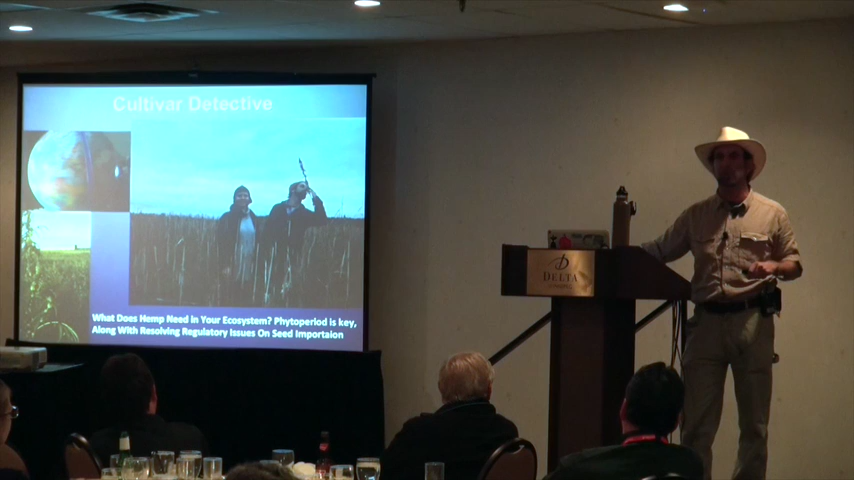 Cultivar Detective
What Does Hemp Need In Your Ecosystem? Phytoperiod is key,
Along With Resolving Regulatory Issues On Seed Importaion
DELTA